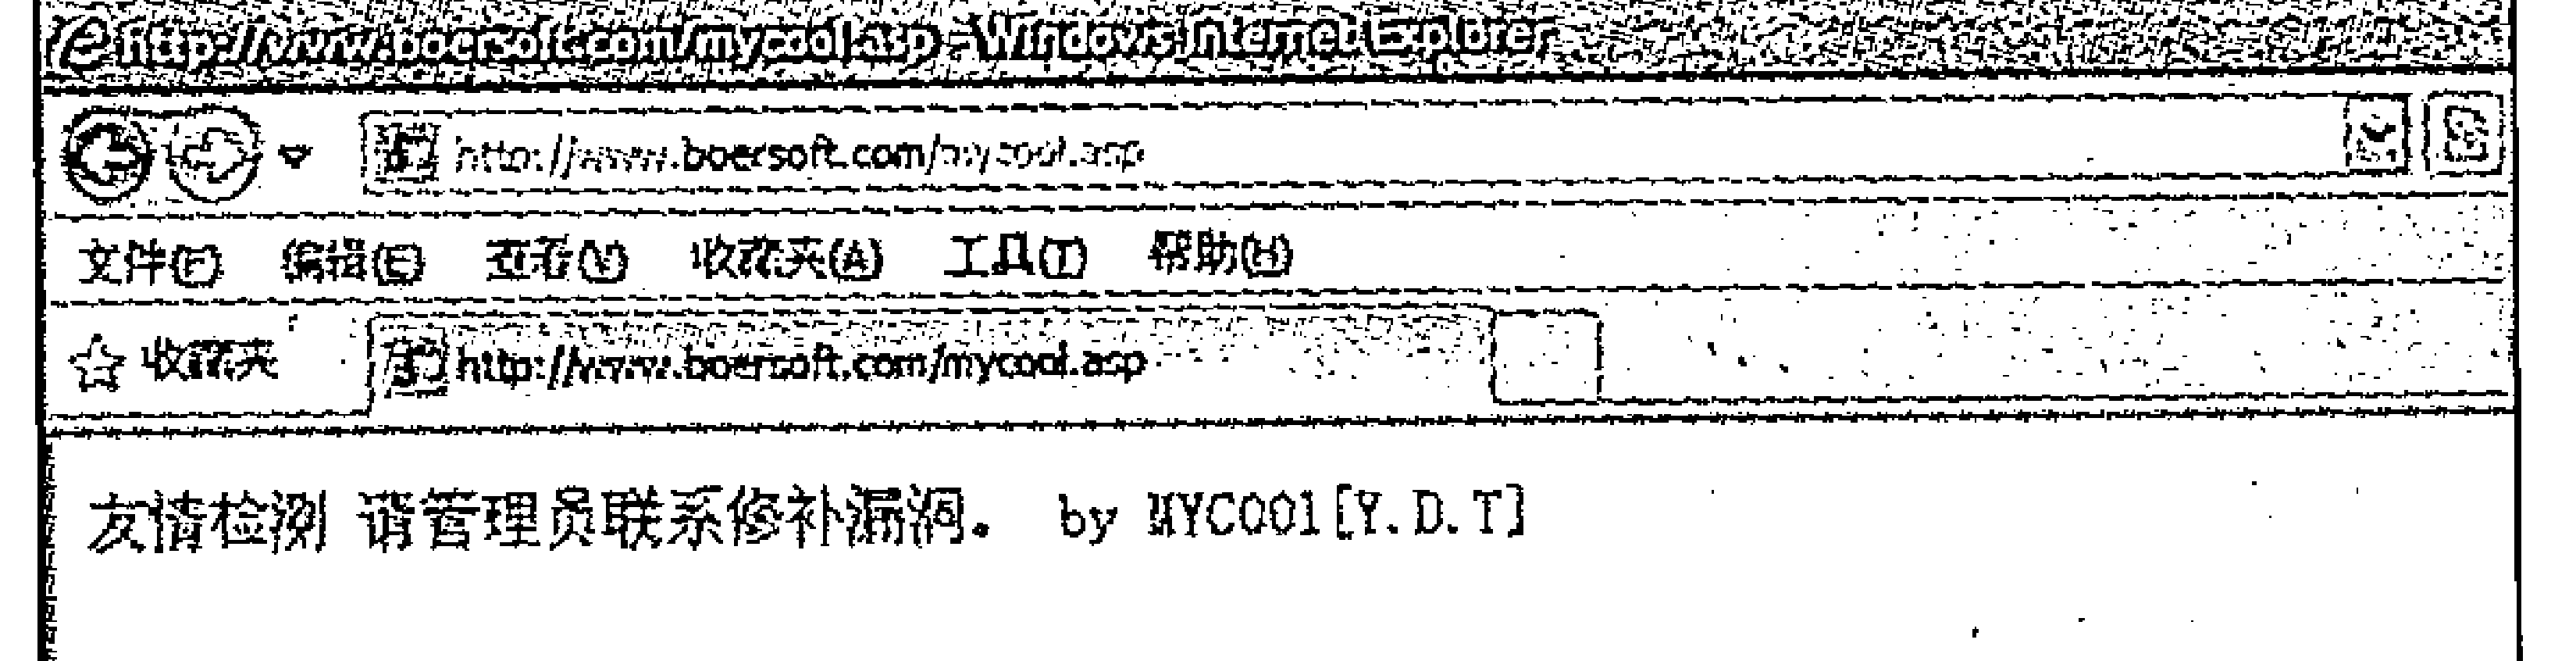 http://www.boersoft.com/mycool.asp - Windows Internet Explorer
http://www.boersoft.com/mycool.asp
文件(F) 编辑(E) 查看(V) 收藏夹(A) 工具(T) 帮助(H)
收藏夹 http://www.boersoft.com/mycool.asp
友情检测 请管理员联系修补漏洞。 by MYC001[Y.D.T]